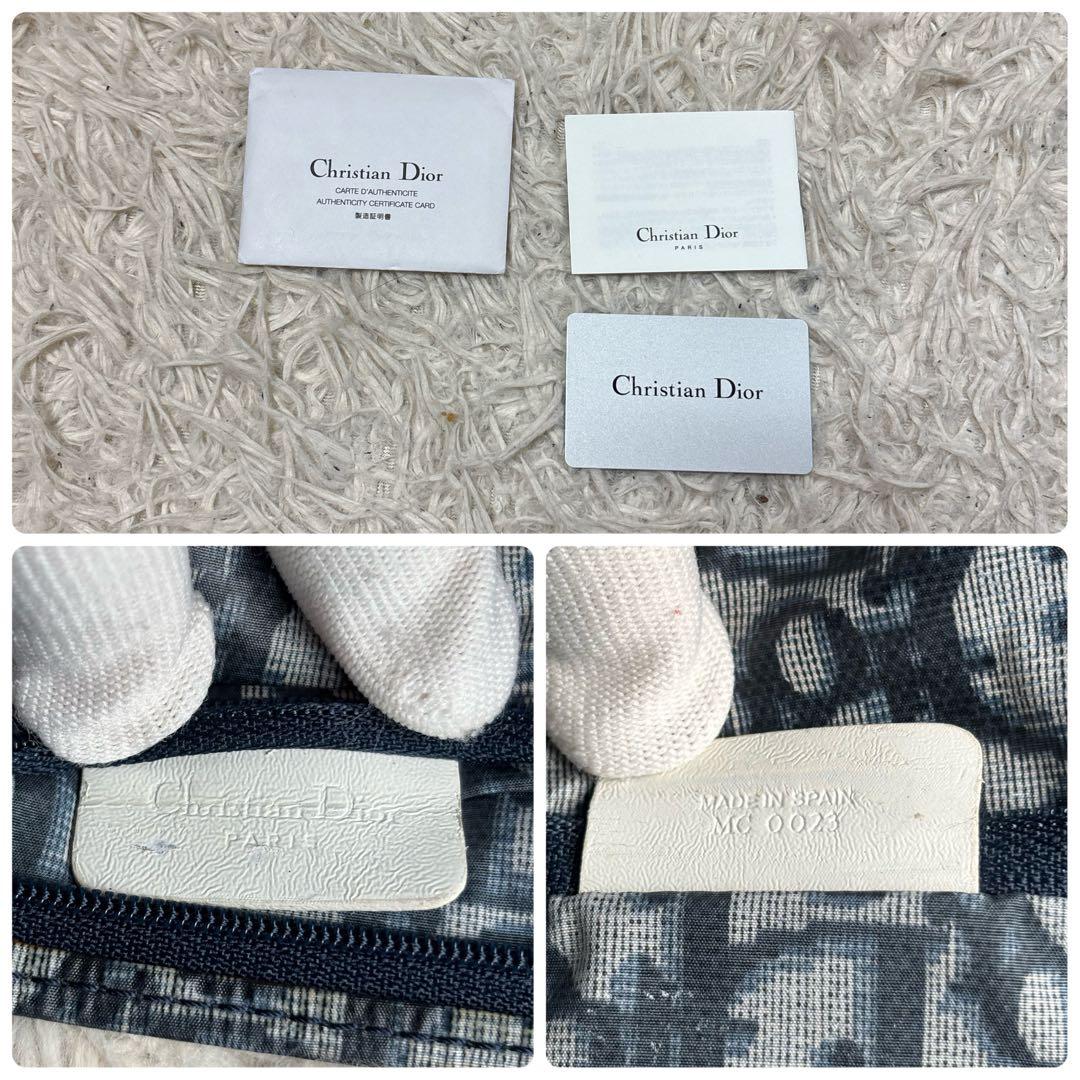 Christian Dior
CARTE D'AUTHENTICITE
AUTHENTICITY CERTIFICATE CARD
製造証明書
Christian Dior
PARIS
Christian Dior
Christian Dior
PARIS
MADE IN SPAIN
MC 0023